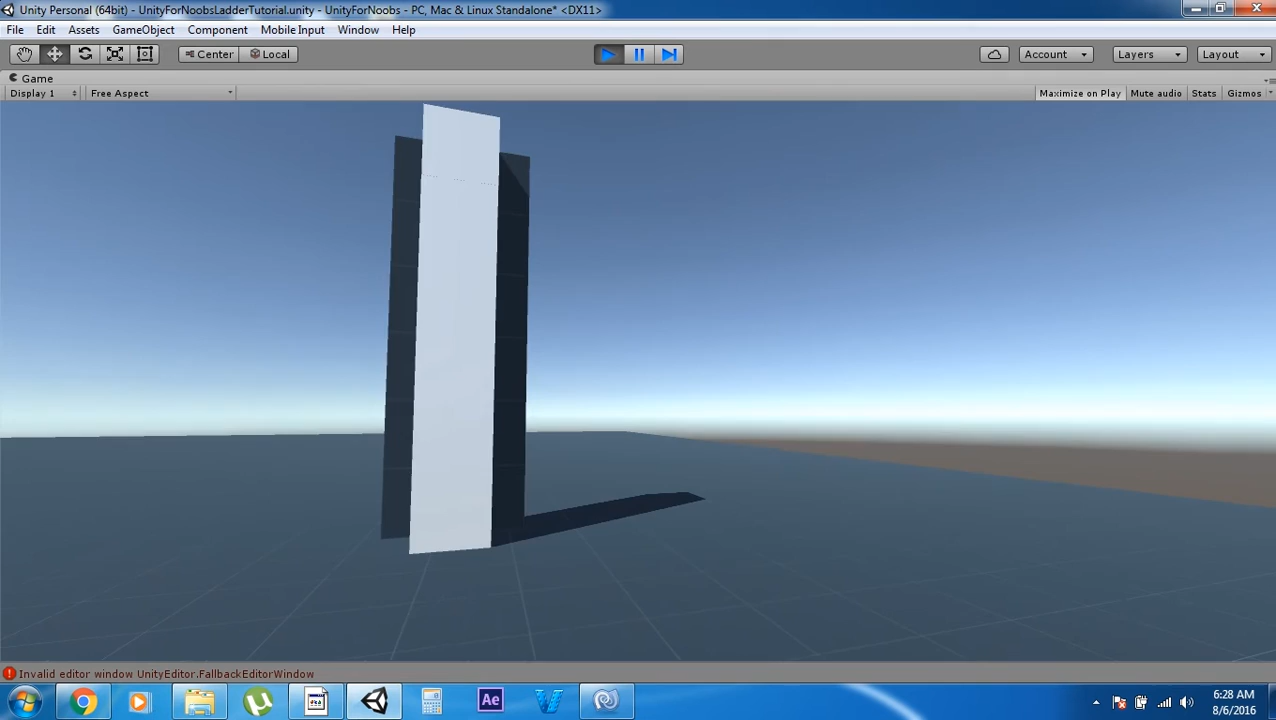 Unity Personal (64bit) - UnityForNoobsLadderTutorial.unity - UnityForNoobs - PC, Mac & Linux Standalone* <DX11>
File Edit Assets GameObject Component Mobile Input Window Help
Center Local Account Layers Layout
Game
Display 1 Free Aspect Maximize on Play Mute audio Stats Gizmos
Invalid editor window UnityEditor.FallbackEditorWindow
Ae
6:28 AM
8/6/2016